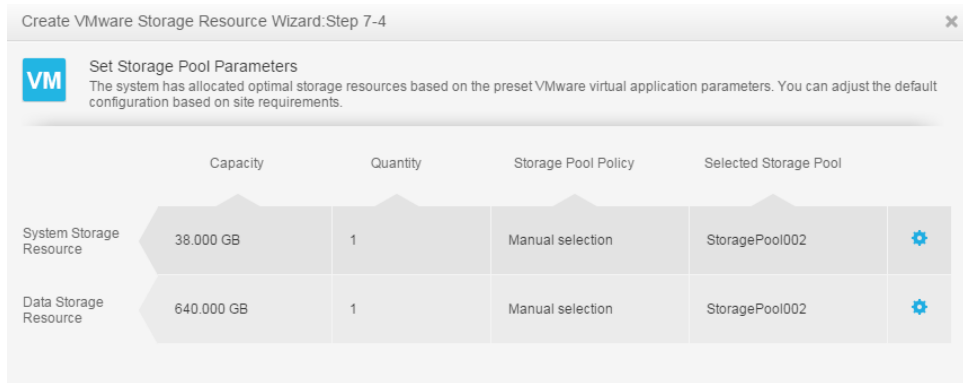 Create VMware Storage Resource Wizard:Step 7-4
VM
Set Storage Pool Parameters
The system has allocated optimal storage resources based on the preset VMware virtual application parameters. You can adjust the default
configuration based on site requirements.
Capacity Quantity Storage Pool Policy Selected Storage Pool
System Storage
Resource
38.000 GB 1 Manual selection StoragePool002
Data Storage
Resource
640.000 GB 1 Manual selection StoragePool002